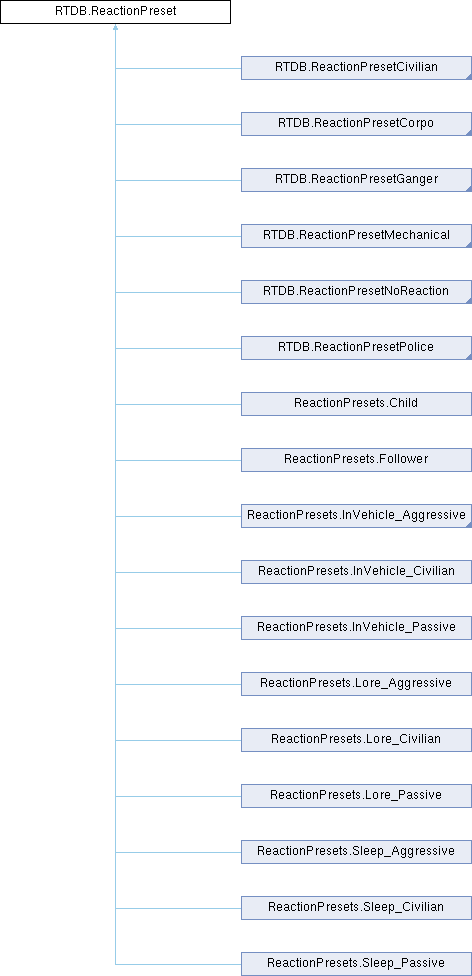 RTDB.ReactionPreset
RTDB.ReactionPresetCivilian
RTDB.ReactionPresetCorpo
RTDB.ReactionPresetGanger
RTDB.ReactionPresetMechanical
RTDB.ReactionPresetNoReaction
RTDB.ReactionPresetPolice
ReactionPresets.Child
ReactionPresets.Follower
ReactionPresets.InVehicle_Aggressive
ReactionPresets.InVehicle_Civilian
ReactionPresets.InVehicle_Passive
ReactionPresets.Lore_Aggressive
ReactionPresets.Lore_Civilian
ReactionPresets.Lore_Passive
ReactionPresets.Sleep_Aggressive
ReactionPresets.Sleep_Civilian
ReactionPresets.Sleep_Passive